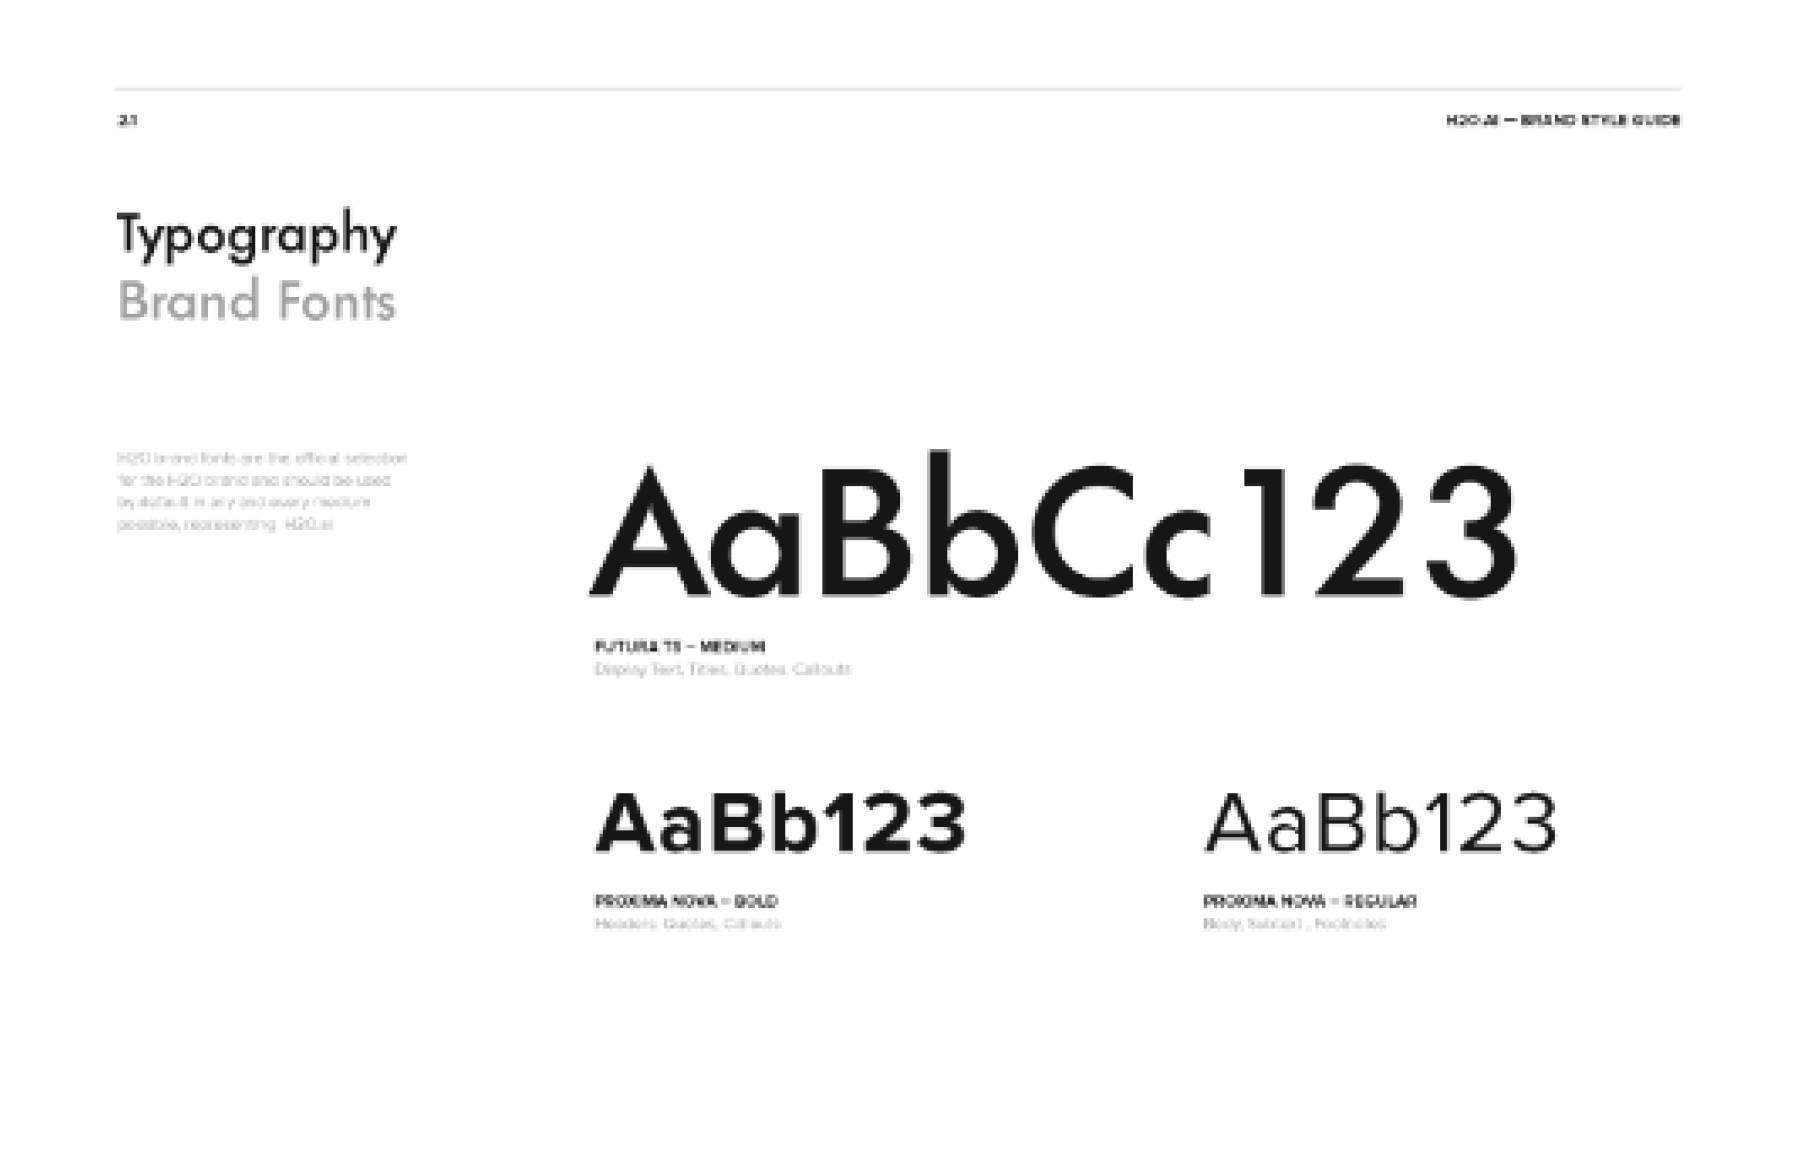 2.1
H2O.AI — BRAND STYLE GUIDE
Typography
Brand Fonts
H2O brand fonts are the official selection
for the H2O brand and should be used
by default in any and every medium
possible, representing H2O.ai
AaBbCc123
FUTURA TS – MEDIUM
Display Text, Titles, Quotes, Callouts
AaBb123
PROXIMA NOVA – BOLD
Headers, Quotes, Callouts
AaBb123
PROXIMA NOVA – REGULAR
Body, Subtext , Footnotes